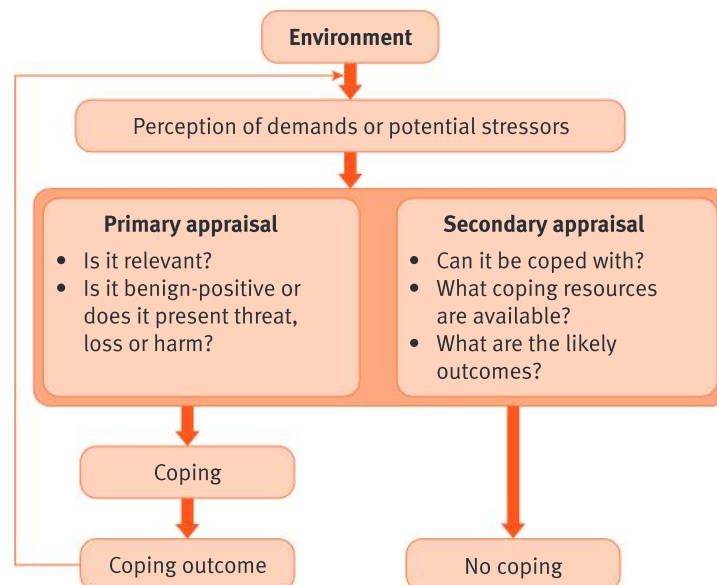 Environment
Perception of demands or potential stressors
Primary appraisal
• Is it relevant?
• Is it benign-positive or
does it present threat,
loss or harm?
Secondary appraisal
• Can it be coped with?
• What coping resources
are available?
• What are the likely
outcomes?
Coping
Coping outcome
No coping